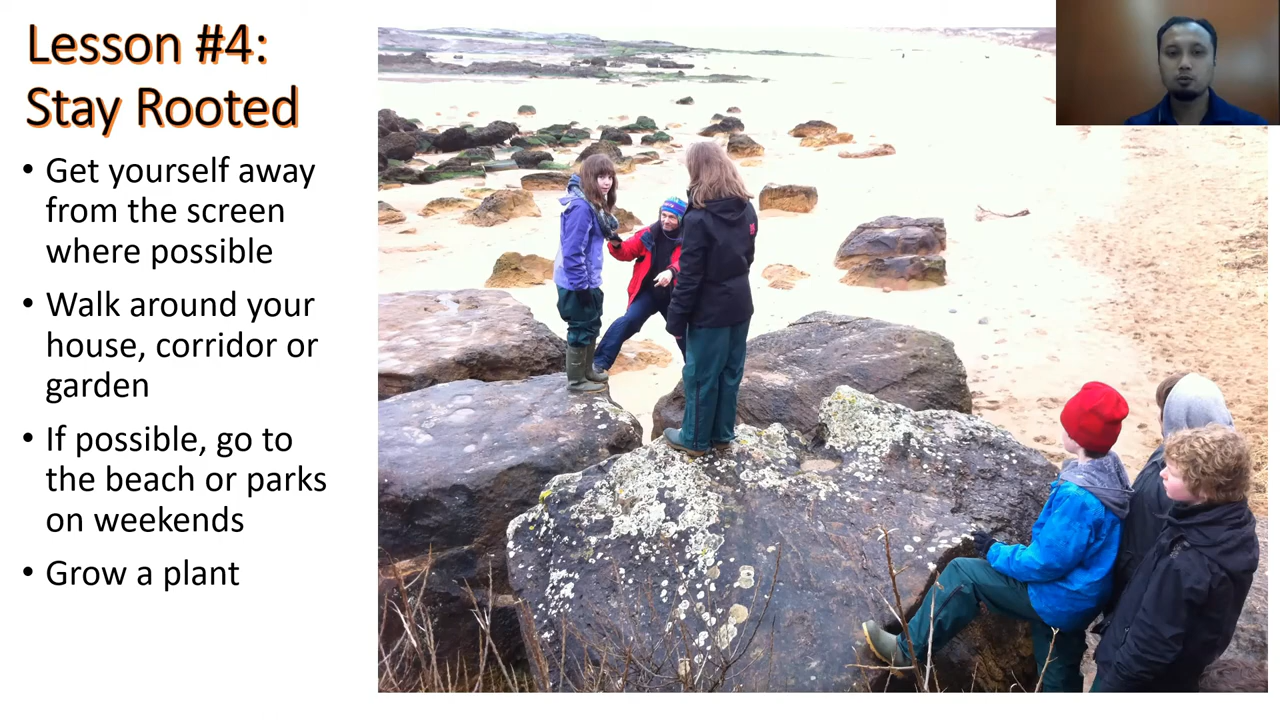 Lesson #4:
Stay Rooted
• Get yourself away
from the screen
where possible
• Walk around your
house, corridor or
garden
• If possible, go to
the beach or parks
on weekends
• Grow a plant